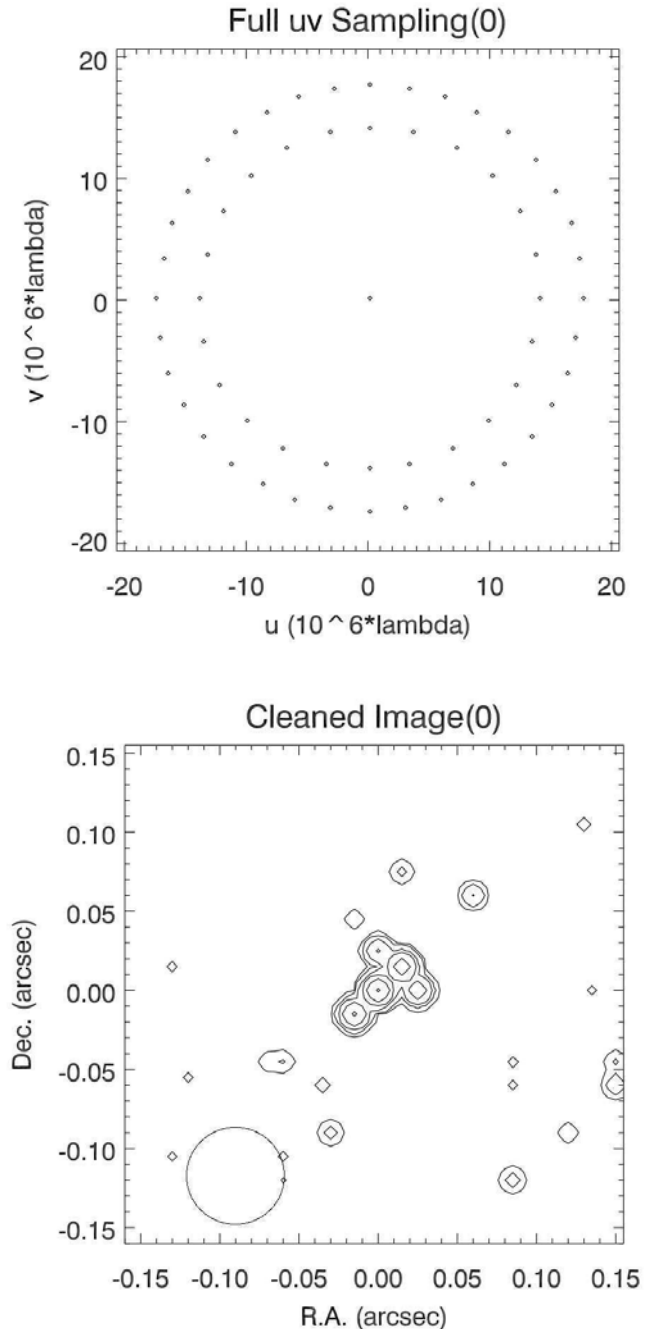 Full uv Sampling(0)
20
10
0
-10
-20
v (10^6*lambda)
-20 -10 0 10 20
u (10^6*lambda)
Cleaned Image(0)
0.15
0.10
0.05
0.00
-0.05
-0.10
-0.15
Dec. (arcsec)
-0.15 -0.10 -0.05 0.00 0.05 0.10 0.15
R.A. (arcsec)